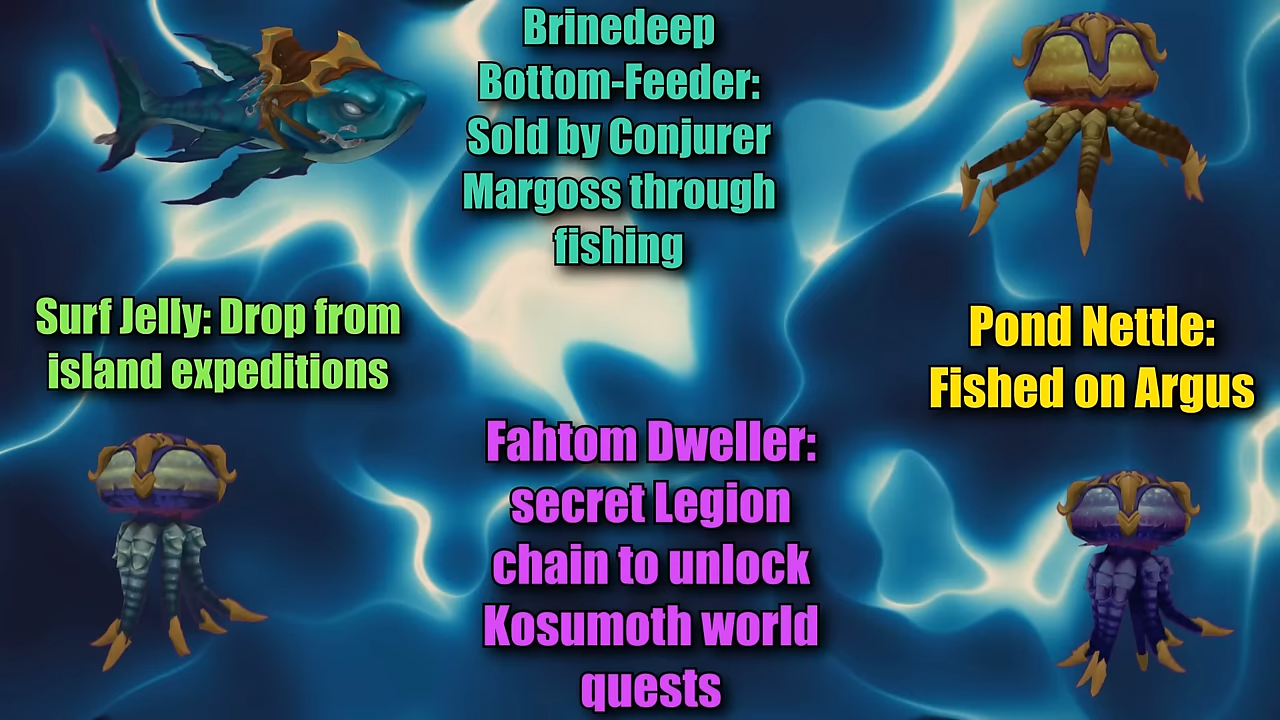 Brinedeep
Bottom-Feeder:
Sold by Conjurer
Margoss through
fishing
Surf Jelly: Drop from
island expeditions
Pond Nettle:
Fished on Argus
Fahtom Dweller:
secret Legion
chain to unlock
Kosumoth world
quests